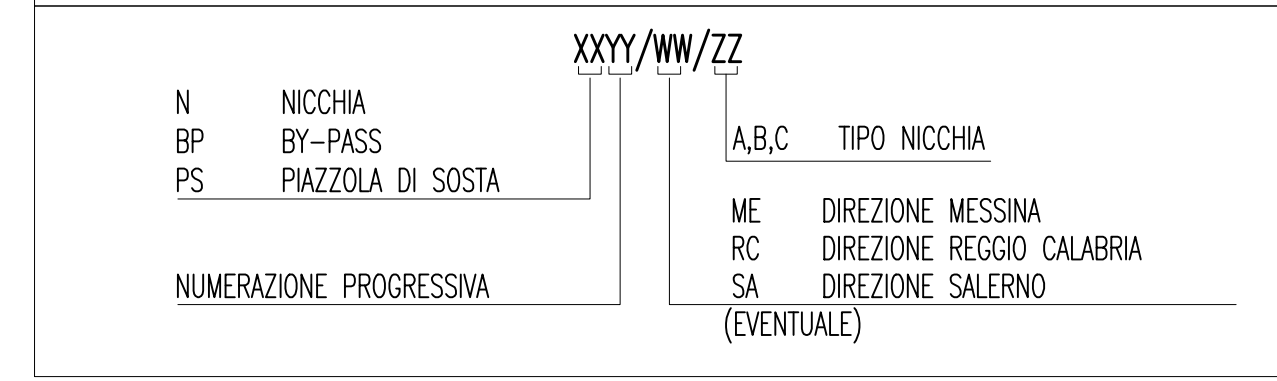 XXYY/WW/ZZ
N NICCHIA
BP BY-PASS
PS PIAZZOLA DI SOSTA
NUMERAZIONE PROGRESSIVA
A,B,C TIPO NICCHIA
ME DIREZIONE MESSINA
RC DIREZIONE REGGIO CALABRIA
SA DIREZIONE SALERNO
(EVENTUALE)